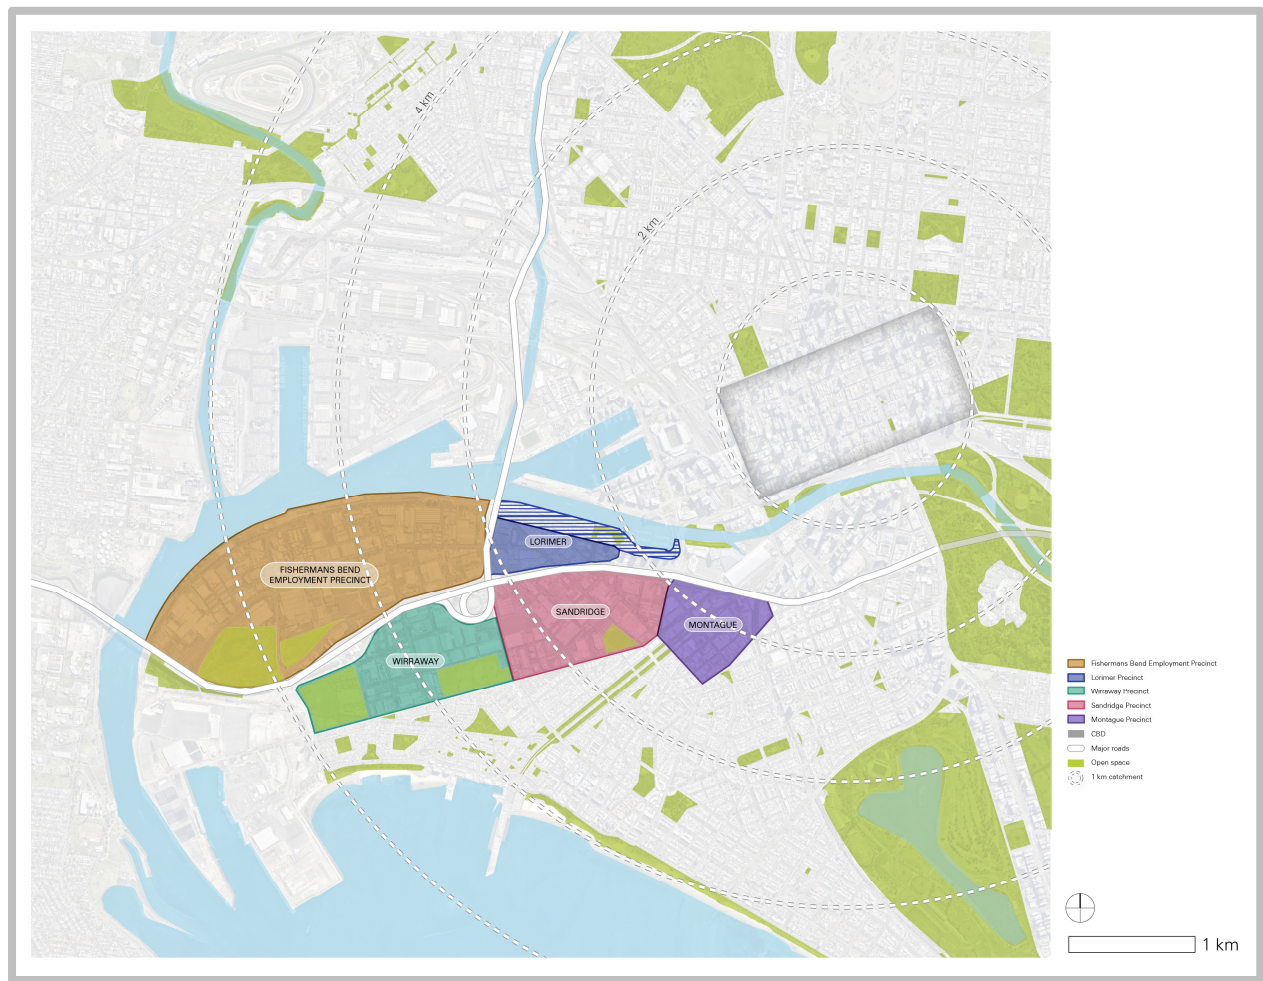 4 km
2 km
LORIMER
FISHERMANS BEND
EMPLOYMENT PRECINCT
SANDRIDGE
MONTAGUE
WIRRAWAY
Fishermans Bend Employment Precinct
Lorimer Precinct
Wirraway Precinct
Sandridge Precinct
Montague Precinct
CBD
Major roads
Open space
1 km catchment
1 km